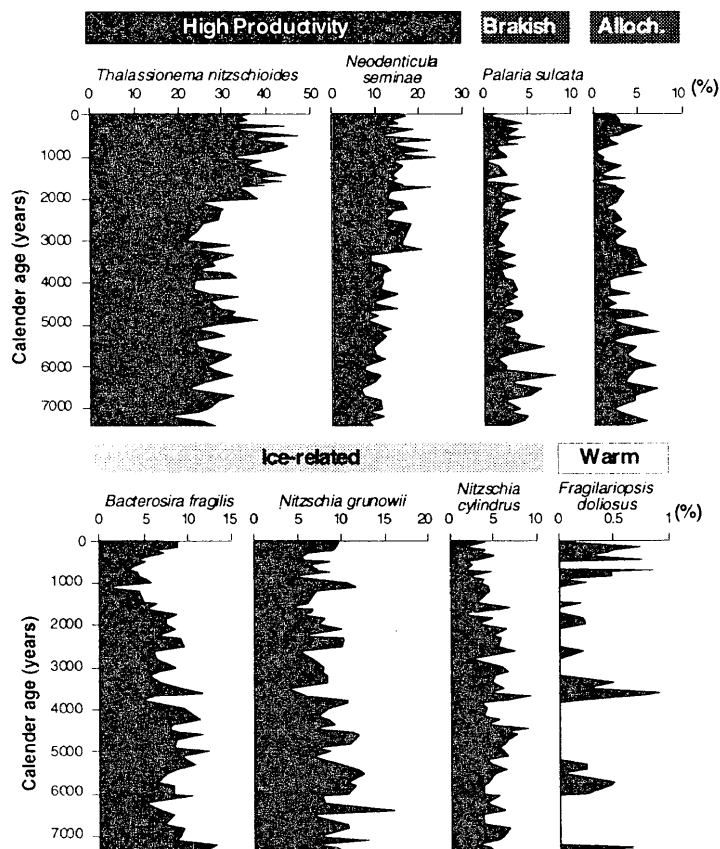 High Productivity Brakish Alloch.
Thalassionema nitzschioides Neodenticula seminae Palaria sulcata (%)
0 10 20 30 40 50 0 10 20 30 0 10 0 10
Calender age (years)
0
1000
2000
3000
4000
5000
6000
7000
Ice-related Warm
Bacterosira fragilis Nitzschia grunowii Nitzschia cylindrus Fragilariopsis doliosus
0 5 10 15 0 5 10 15 20 0 5 10 0 0.5 1 (%)
Calender age (years)
0
1000
2000
3000
4000
5000
6000
7000